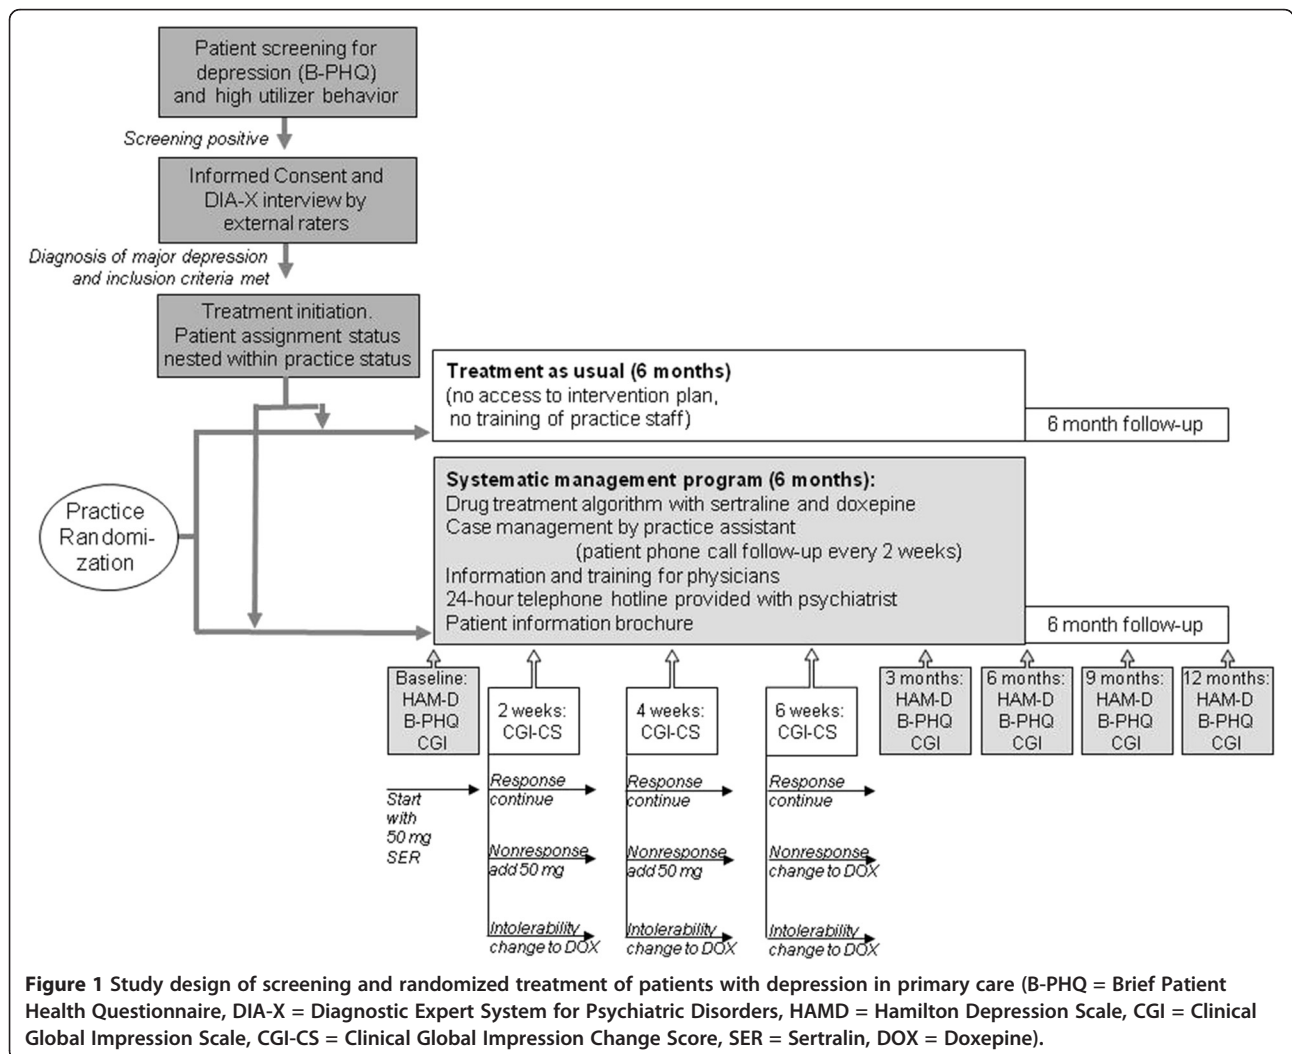 Patient screening for
depression (B-PHQ)
and high utilizer behavior
Screening positive
Informed Consent and
DIA-X interview by
external raters
Diagnosis of major depression
and inclusion criteria met
Treatment initiation.
Patient assignment status
nested within practice status
Treatment as usual (6 months)
(no access to intervention plan,
no training of practice staff)
6 month follow-up
Practice
Randomi-
zation
Systematic management program (6 months):
Drug treatment algorithm with sertraline and doxepine
Case management by practice assistant
(patient phone call follow-up every 2 weeks)
Information and training for physicians
24-hour telephone hotline provided with psychiatrist
Patient information brochure
6 month follow-up
Baseline:
HAM-D
B-PHQ
CGI
2 weeks:
CGI-CS
4 weeks:
CGI-CS
6 weeks:
CGI-CS
3 months:
HAM-D
B-PHQ
CGI
6 months:
HAM-D
B-PHQ
CGI
9 months:
HAM-D
B-PHQ
CGI
12 months:
HAM-D
B-PHQ
CGI
Start
with
50 mg
SER
Response
continue
Nonresponse
add 50 mg
Intolerability
change to DOX
Response
continue
Nonresponse
add 50 mg
Intolerability
change to DOX
Response
continue
Nonresponse
change to DOX
Intolerability
change to DOX
Figure 1 Study design of screening and randomized treatment of patients with depression in primary care (B-PHQ = Brief Patient
Health Questionnaire, DIA-X = Diagnostic Expert System for Psychiatric Disorders, HAMD = Hamilton Depression Scale, CGI = Clinical
Global Impression Scale, CGI-CS = Clinical Global Impression Change Score, SER = Sertralin, DOX = Doxepine).